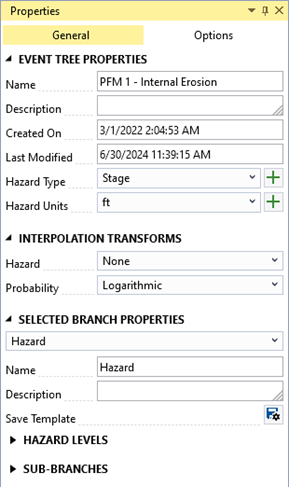 Properties
General Options
EVENT TREE PROPERTIES
Name PFM 1 - Internal Erosion
Description
Created On 3/1/2022 2:04:53 AM
Last Modified 6/30/2024 11:39:15 AM
Hazard Type Stage
Hazard Units ft
INTERPOLATION TRANSFORMS
Hazard None
Probability Logarithmic
SELECTED BRANCH PROPERTIES
Hazard
Name Hazard
Description
Save Template
HAZARD LEVELS
SUB-BRANCHES